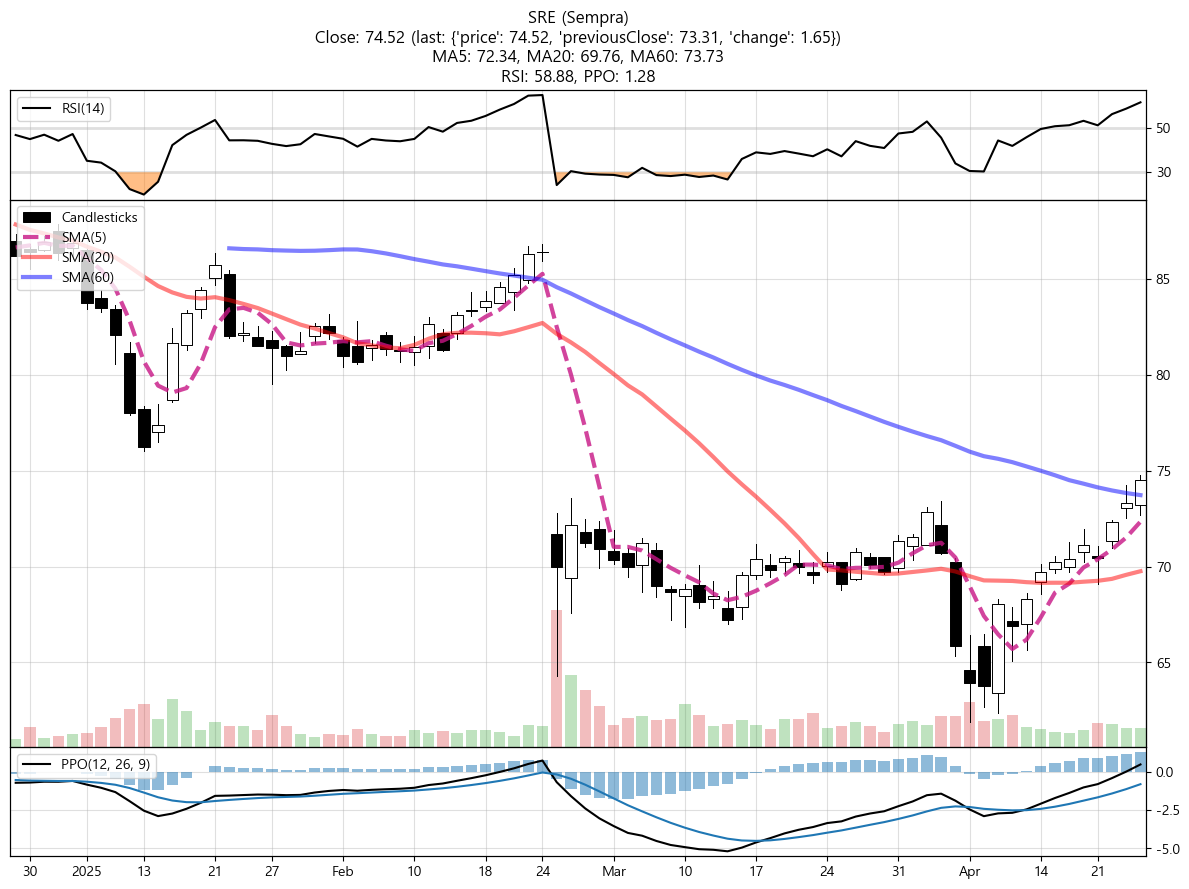 SRE (Sempra)
Close: 74.52 (last: {'price': 74.52, 'previousClose': 73.31, 'change': 1.65})
MA5: 72.34, MA20: 69.76, MA60: 73.73
RSI: 58.88, PPO: 1.28
RSI(14)
50
30
Candlesticks
SMA(5)
SMA(20)
SMA(60)
85
80
75
70
65
PPO(12, 26, 9)
0.0
-2.5
-5.0
30 2025 13 21 27 Feb 10 18 24 Mar 10 17 24 31 Apr 14 21